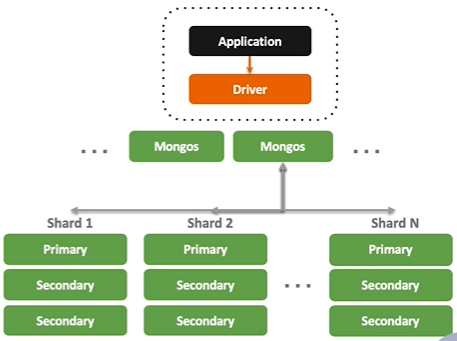 Application
Driver
... Mongos Mongos ...
Shard 1 Shard 2 Shard N
Primary Primary Primary
Secondary Secondary ... Secondary
Secondary Secondary Secondary